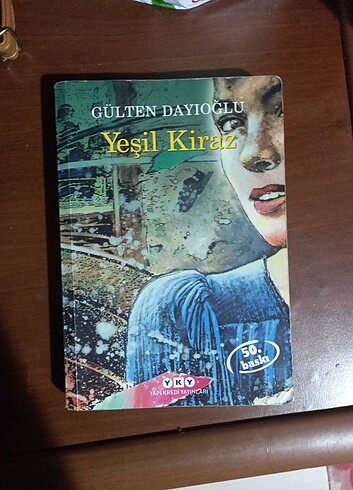 GÜLTEN DAYIOĞLU
Yeşil Kiraz
50.
baskı
YKY
YAPI KREDİ YAYINLARI